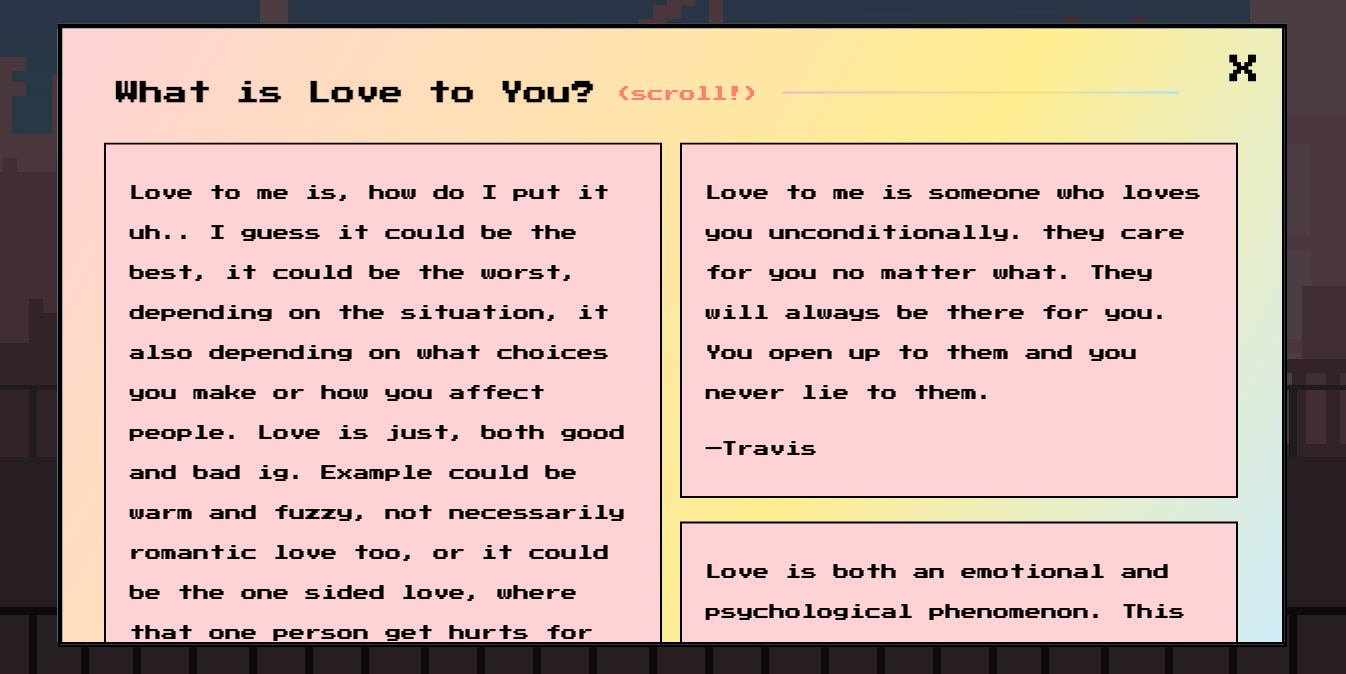 What is Love to You? (scroll!)
X
Love to me is, how do I put it
uh.. I guess it could be the
best, it could be the worst,
depending on the situation, it
also depending on what choices
you make or how you affect
people. Love is just, both good
and bad ig. Example could be
warm and fuzzy, not necessarily
romantic love too, or it could
be the one sided love, where
that one person get hurts for
Love to me is someone who loves
you unconditionally. they care
for you no matter what. They
will always be there for you.
You open up to them and you
never lie to them.
—Travis
Love is both an emotional and
psychological phenomenon. This